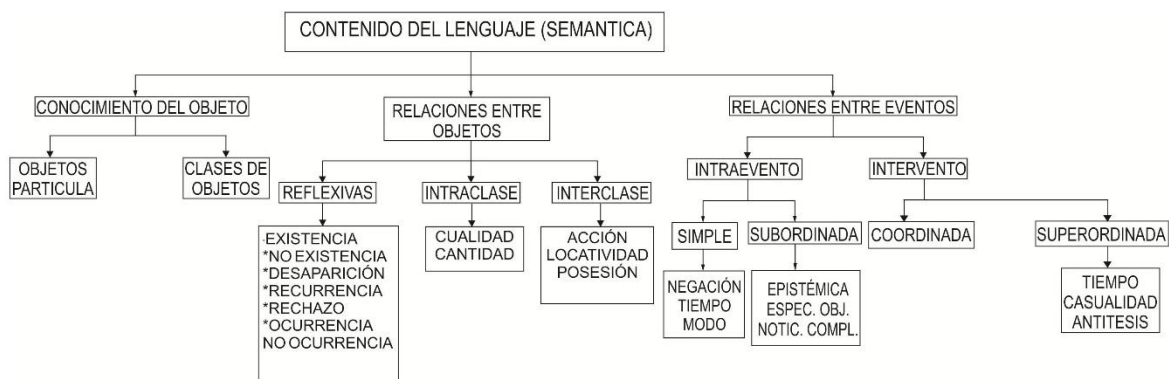 CONTENIDO DEL LENGUAJE (SEMANTICA)
CONOCIMIENTO DEL OBJETO
RELACIONES ENTRE
OBJETOS
RELACIONES ENTRE EVENTOS
OBJETOS
PARTICULA
CLASES DE
OBJETOS
REFLEXIVAS
INTRACLASE
INTERCLASE
INTRAEVENTO
INTERVENTO
-EXISTENCIA
*NO EXISTENCIA
*DESAPARICIÓN
*RECURRENCIA
*RECHAZO
*OCURRENCIA
NO OCURRENCIA
CUALIDAD
CANTIDAD
ACCIÓN
LOCATIVIDAD
POSESIÓN
SIMPLE
SUBORDINADA
COORDINADA
SUPERORDINADA
NEGACIÓN
TIEMPO
MODO
EPISTÉMICA
ESPEC. OBJ.
NOTIC. COMPL.
TIEMPO
CASUALIDAD
ANTITESIS